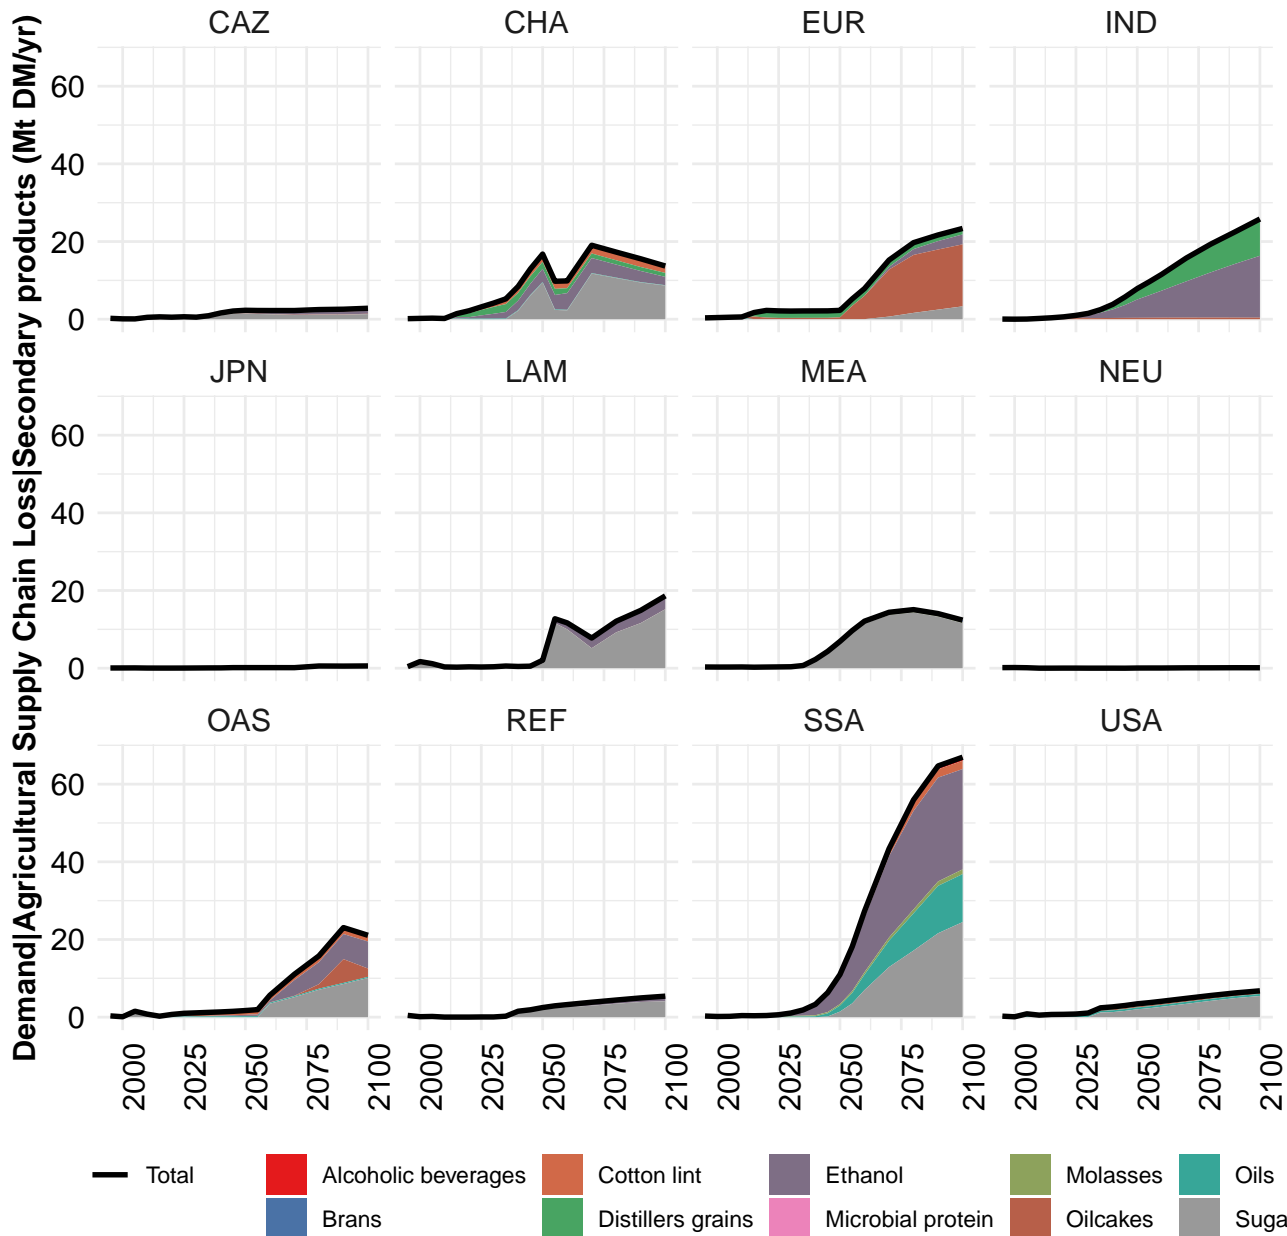 Demand|Agricultural Supply Chain Loss|Secondary products (Mt DM/yr)
CAZ CHA EUR IND
60
40
20
0
JPN LAM MEA NEU
60
40
20
0
OAS REF SSA USA
60
40
20
0
2000 2025 2050 2075 2100 2000 2025 2050 2075 2100 2000 2025 2050 2075 2100 2000 2025 2050 2075 2100
Total Alcoholic beverages Cotton lint Ethanol Molasses Oils
Brans Distillers grains Microbial protein Oilcakes Suga